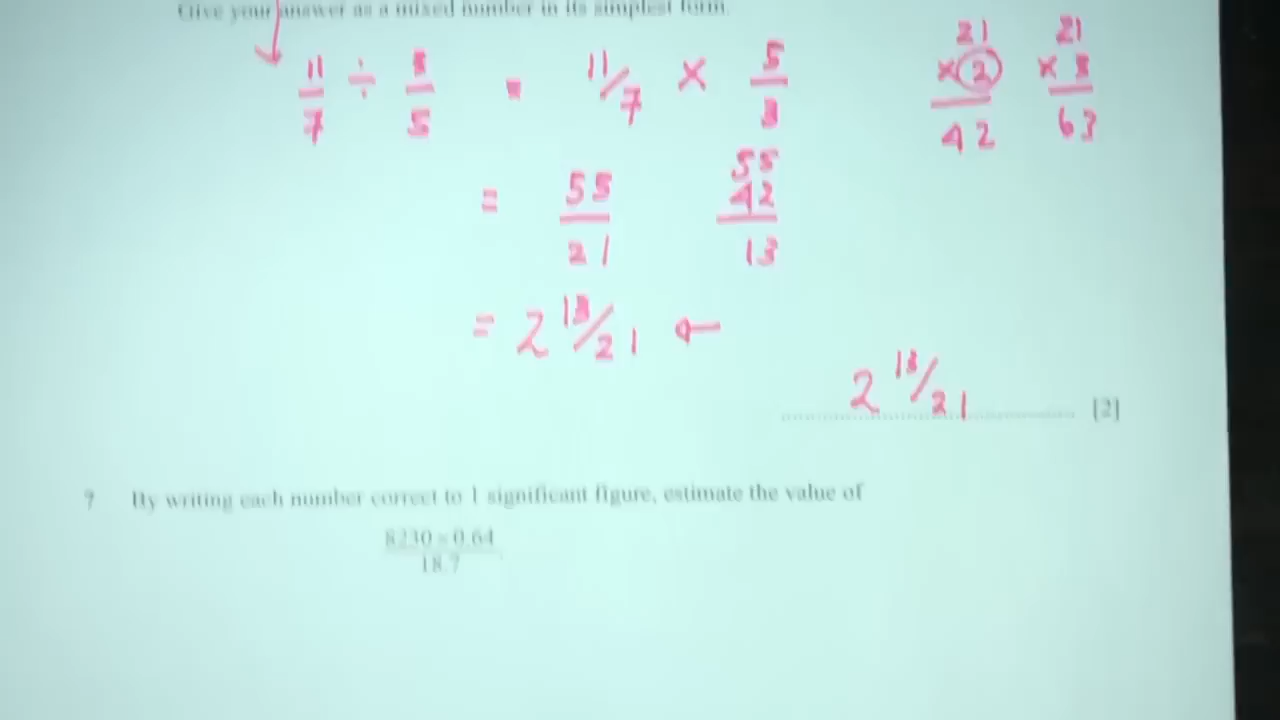 Give your answer as a mixed number in its simplest form.
11/7 ÷ 3/5 = 11/7 × 5/3
21 ×2 42
21 ×3 63
= 55/21
55 42 13
= 2 13/21 ←
2 13/21 [2]
7 By writing each number correct to 1 significant figure, estimate the value of
8230 × 0.64
18.7